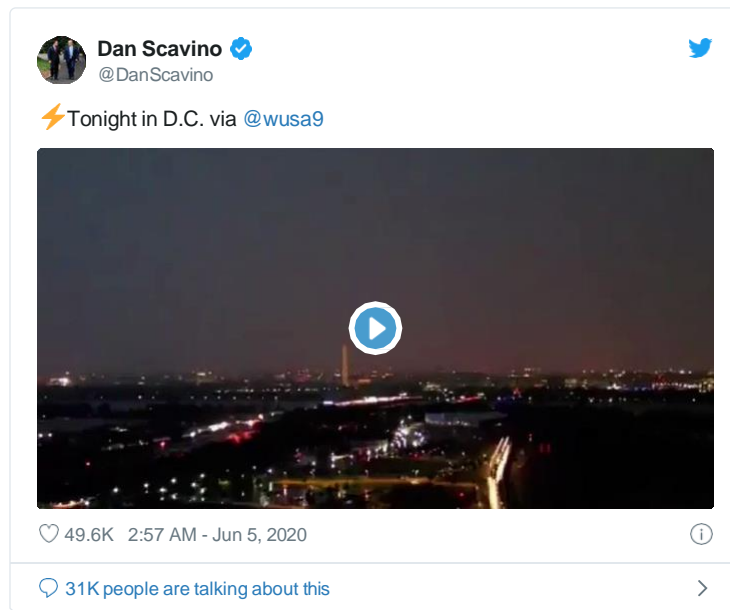 Dan Scavino
@DanScavino
⚡Tonight in D.C. via @wusa9
49.6K 2:57 AM - Jun 5, 2020
31K people are talking about this